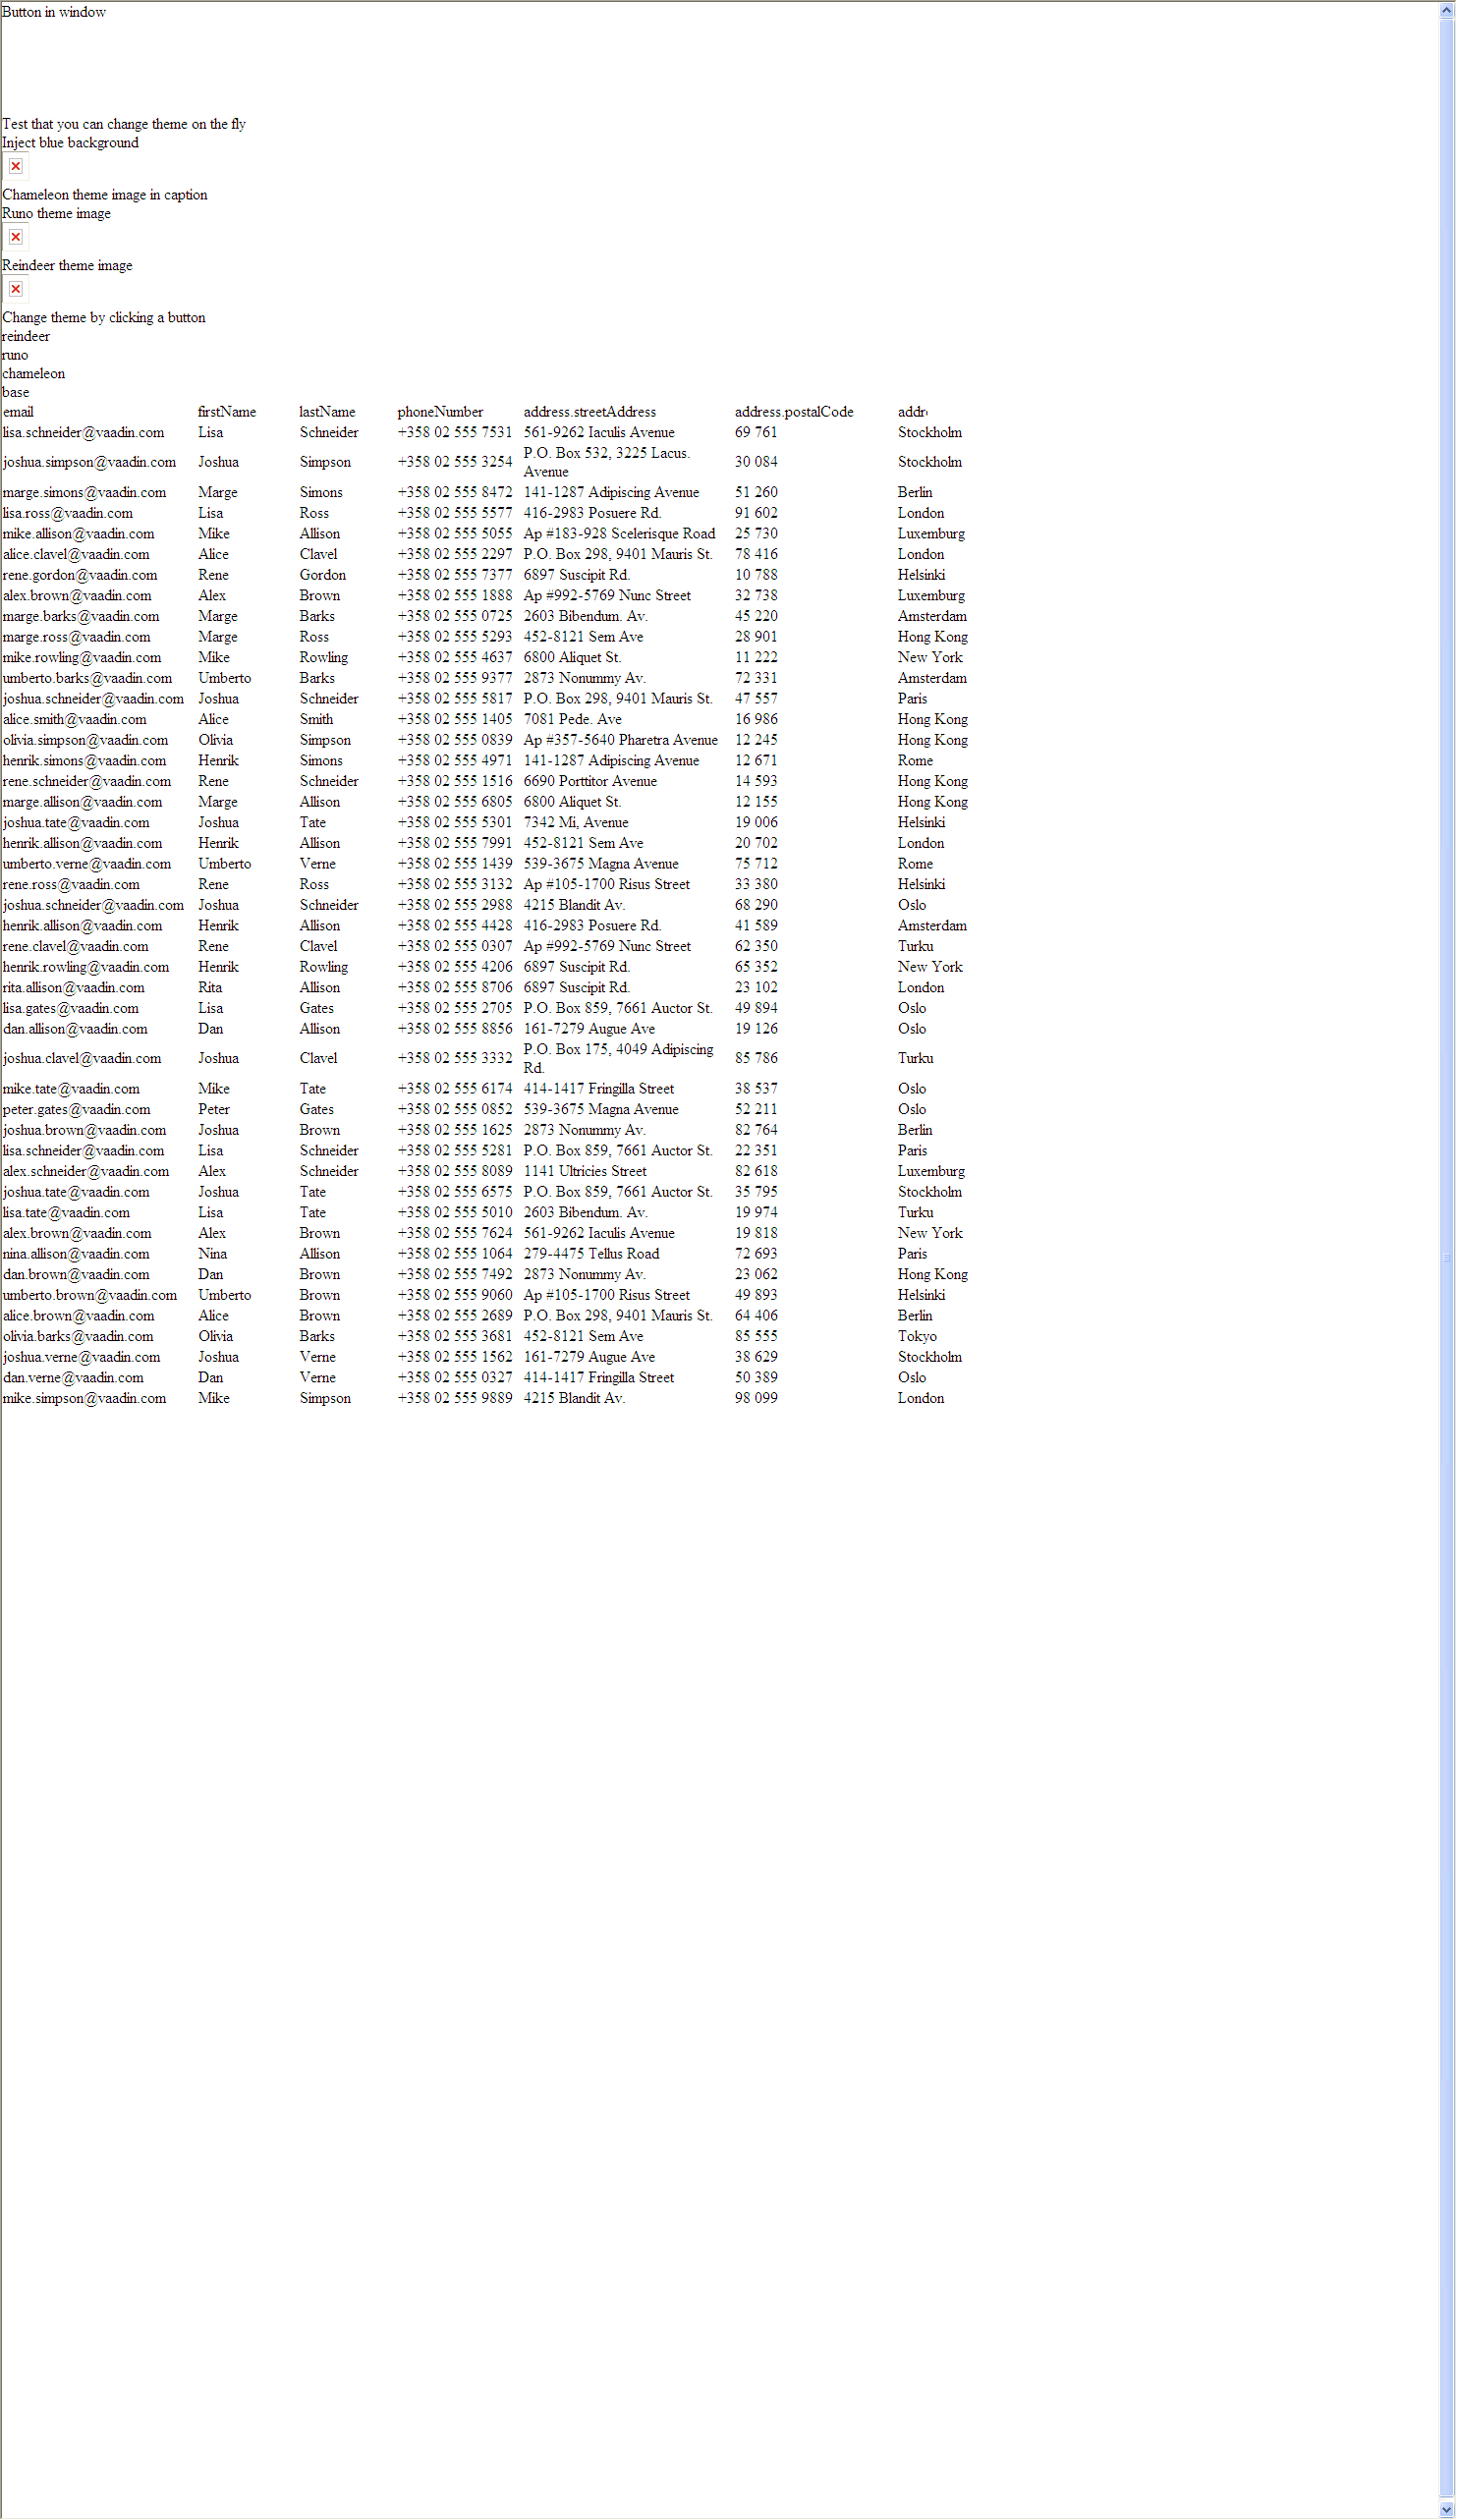 Button in window
Test that you can change theme on the fly
Inject blue background
Chameleon theme image in caption
Runo theme image
Reindeer theme image
Change theme by clicking a button
reindeer
runo
chameleon
base
email firstName lastName phoneNumber address.streetAddress address.postalCode addr
lisa.schneider@vaadin.com Lisa Schneider +358 02 555 7531 561-9262 Iaculis Avenue 69 761 Stockholm
joshua.simpson@vaadin.com Joshua Simpson +358 02 555 3254 P.O. Box 532, 3225 Lacus. Avenue 30 084 Stockholm
marge.simons@vaadin.com Marge Simons +358 02 555 8472 141-1287 Adipiscing Avenue 51 260 Berlin
lisa.ross@vaadin.com Lisa Ross +358 02 555 5577 416-2983 Posuere Rd. 91 602 London
mike.allison@vaadin.com Mike Allison +358 02 555 5055 Ap #183-928 Scelerisque Road 25 730 Luxemburg
alice.clavel@vaadin.com Alice Clavel +358 02 555 2297 P.O. Box 298, 9401 Mauris St. 78 416 London
rene.gordon@vaadin.com Rene Gordon +358 02 555 7377 6897 Suscipit Rd. 10 788 Helsinki
alex.brown@vaadin.com Alex Brown +358 02 555 1888 Ap #992-5769 Nunc Street 32 738 Luxemburg
marge.barks@vaadin.com Marge Barks +358 02 555 0725 2603 Bibendum. Av. 45 220 Amsterdam
marge.ross@vaadin.com Marge Ross +358 02 555 5293 452-8121 Sem Ave 28 901 Hong Kong
mike.rowling@vaadin.com Mike Rowling +358 02 555 4637 6800 Aliquet St. 11 222 New York
umberto.barks@vaadin.com Umberto Barks +358 02 555 9377 2873 Nonummy Av. 72 331 Amsterdam
joshua.schneider@vaadin.com Joshua Schneider +358 02 555 5817 P.O. Box 298, 9401 Mauris St. 47 557 Paris
alice.smith@vaadin.com Alice Smith +358 02 555 1405 7081 Pede. Ave 16 986 Hong Kong
olivia.simpson@vaadin.com Olivia Simpson +358 02 555 0839 Ap #357-5640 Pharetra Avenue 12 245 Hong Kong
henrik.simons@vaadin.com Henrik Simons +358 02 555 4971 141-1287 Adipiscing Avenue 12 671 Rome
rene.schneider@vaadin.com Rene Schneider +358 02 555 1516 6690 Porttitor Avenue 14 593 Hong Kong
marge.allison@vaadin.com Marge Allison +358 02 555 6805 6800 Aliquet St. 12 155 Hong Kong
joshua.tate@vaadin.com Joshua Tate +358 02 555 5301 7342 Mi, Avenue 19 006 Helsinki
henrik.allison@vaadin.com Henrik Allison +358 02 555 7991 452-8121 Sem Ave 20 702 London
umberto.verne@vaadin.com Umberto Verne +358 02 555 1439 539-3675 Magna Avenue 75 712 Rome
rene.ross@vaadin.com Rene Ross +358 02 555 3132 Ap #105-1700 Risus Street 33 380 Helsinki
joshua.schneider@vaadin.com Joshua Schneider +358 02 555 2988 4215 Blandit Av. 68 290 Oslo
henrik.allison@vaadin.com Henrik Allison +358 02 555 4428 416-2983 Posuere Rd. 41 589 Amsterdam
rene.clavel@vaadin.com Rene Clavel +358 02 555 0307 Ap #992-5769 Nunc Street 62 350 Turku
henrik.rowling@vaadin.com Henrik Rowling +358 02 555 4206 6897 Suscipit Rd. 65 352 New York
rita.allison@vaadin.com Rita Allison +358 02 555 8706 6897 Suscipit Rd. 23 102 London
lisa.gates@vaadin.com Lisa Gates +358 02 555 2705 P.O. Box 859, 7661 Auctor St. 49 894 Oslo
dan.allison@vaadin.com Dan Allison +358 02 555 8856 161-7279 Augue Ave 19 126 Oslo
joshua.clavel@vaadin.com Joshua Clavel +358 02 555 3332 P.O. Box 175, 4049 Adipiscing Rd. 85 786 Turku
mike.tate@vaadin.com Mike Tate +358 02 555 6174 414-1417 Fringilla Street 38 537 Oslo
peter.gates@vaadin.com Peter Gates +358 02 555 0852 539-3675 Magna Avenue 52 211 Oslo
joshua.brown@vaadin.com Joshua Brown +358 02 555 1625 2873 Nonummy Av. 82 764 Berlin
lisa.schneider@vaadin.com Lisa Schneider +358 02 555 5281 P.O. Box 859, 7661 Auctor St. 22 351 Paris
alex.schneider@vaadin.com Alex Schneider +358 02 555 8089 1141 Ultricies Street 82 618 Luxemburg
joshua.tate@vaadin.com Joshua Tate +358 02 555 6575 P.O. Box 859, 7661 Auctor St. 35 795 Stockholm
lisa.tate@vaadin.com Lisa Tate +358 02 555 5010 2603 Bibendum. Av. 19 974 Turku
alex.brown@vaadin.com Alex Brown +358 02 555 7624 561-9262 Iaculis Avenue 19 818 New York
nina.allison@vaadin.com Nina Allison +358 02 555 1064 279-4475 Tellus Road 72 693 Paris
dan.brown@vaadin.com Dan Brown +358 02 555 7492 2873 Nonummy Av. 23 062 Hong Kong
umberto.brown@vaadin.com Umberto Brown +358 02 555 9060 Ap #105-1700 Risus Street 49 893 Helsinki
alice.brown@vaadin.com Alice Brown +358 02 555 2689 P.O. Box 298, 9401 Mauris St. 64 406 Berlin
olivia.barks@vaadin.com Olivia Barks +358 02 555 3681 452-8121 Sem Ave 85 555 Tokyo
joshua.verne@vaadin.com Joshua Verne +358 02 555 1562 161-7279 Augue Ave 38 629 Stockholm
dan.verne@vaadin.com Dan Verne +358 02 555 0327 414-1417 Fringilla Street 50 389 Oslo
mike.simpson@vaadin.com Mike Simpson +358 02 555 9889 4215 Blandit Av. 98 099 London